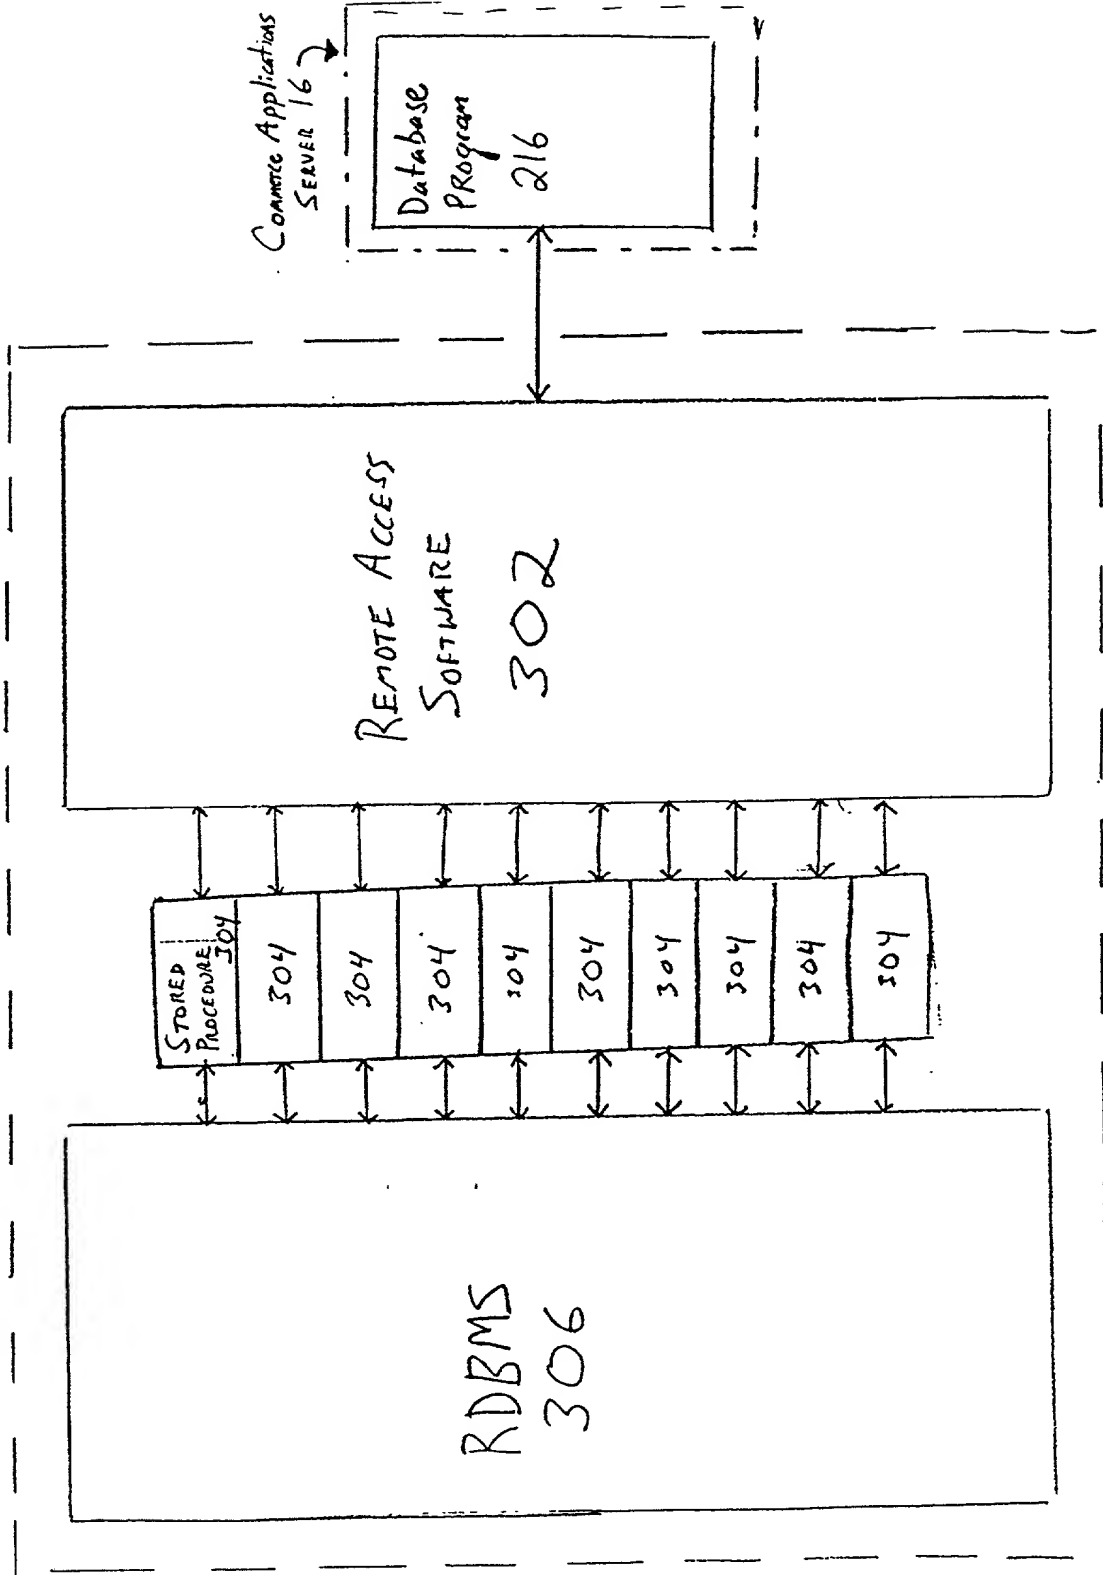 Commerce Applications
SERVER 16
Database
PROgram
216
REMOTE ACCESS
SOFTWARE
302
STORED
PROCEDURE
304
304
304
304
304
304
304
304
304
304
RDBMS
306